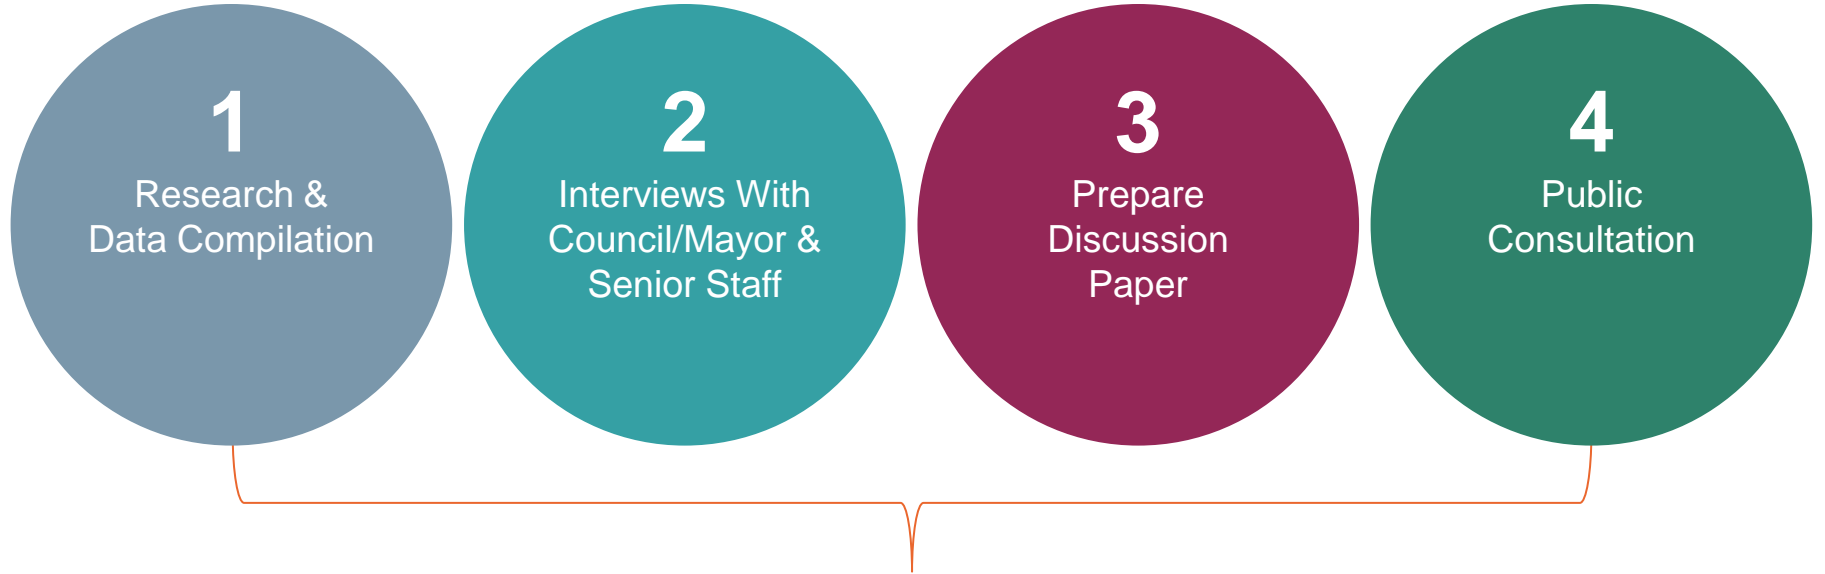 1
Research &
Data Compilation
2
Interviews With
Council/Mayor &
Senior Staff
3
Prepare
Discussion
Paper
4
Public
Consultation